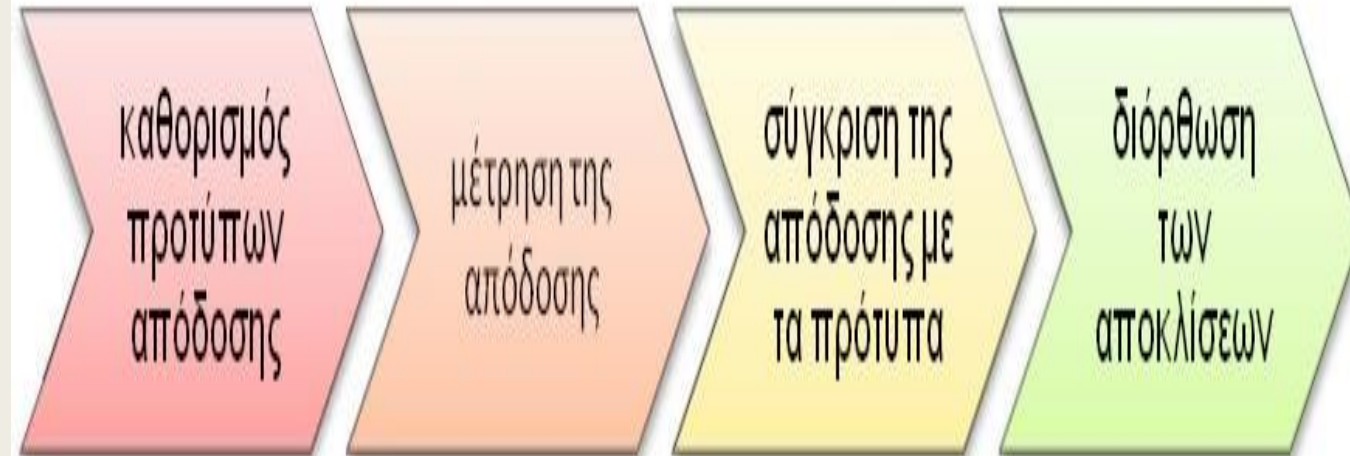 καθορισμός
προτύπων
απόδοσης
μέτρηση της
απόδοσης
σύγκριση της
απόδοσης με
τα πρότυπα
διόρθωση
των
αποκλίσεων